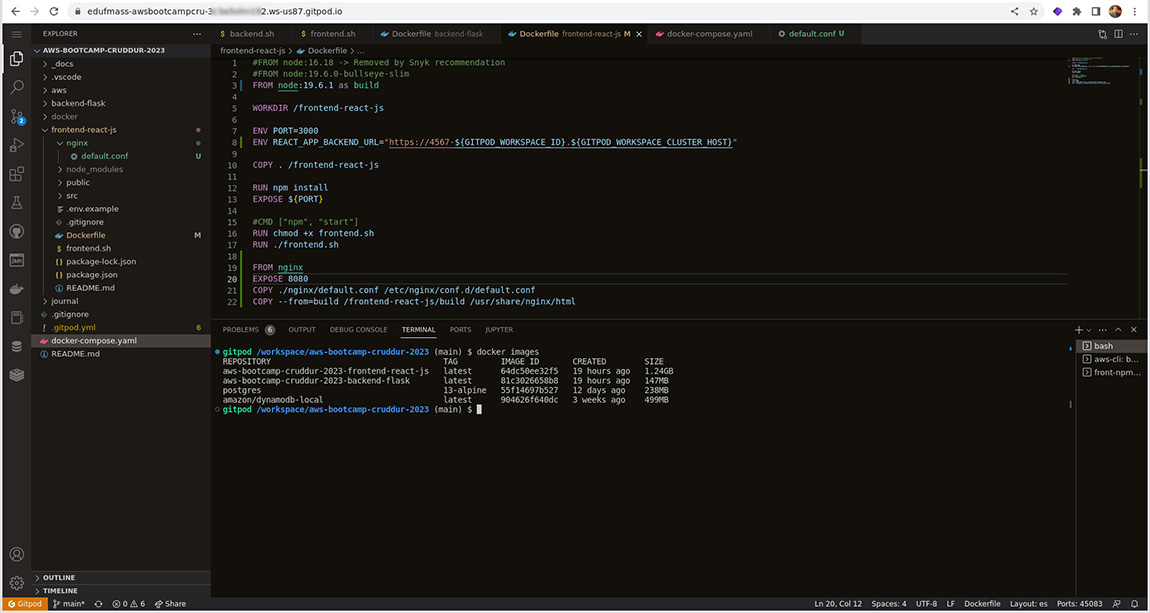 edufmass-awsbootcampcru-3 2.ws-us87.gitpod.io
EXPLORER
AWS-BOOTCAMP-CRUDDUR-2023
_docs
.vscode
aws
backend-flask
docker
frontend-react-js
nginx
default.conf U
node_modules
public
src
.env.example
.gitignore
Dockerfile M
$ frontend.sh
package-lock.json
package.json
README.md
journal
.gitignore
! .gitpod.yml 6
docker-compose.yaml
README.md
OUTLINE
TIMELINE
2
$ backend.sh
$ frontend.sh
Dockerfile backend-flask
Dockerfile frontend-react-js M
docker-compose.yaml
default.conf U
frontend-react-js > Dockerfile > ...
1 #FROM node:16.18 -> Removed by Snyk recommendation
2 #FROM node:19.6.0-bullseye-slim
3 FROM node:19.6.1 as build
4
5 WORKDIR /frontend-react-js
6
7 ENV PORT=3000
8 ENV REACT_APP_BACKEND_URL="https://4567-${GITPOD_WORKSPACE_ID}.${GITPOD_WORKSPACE_CLUSTER_HOST}"
9
10 COPY . /frontend-react-js
11
12 RUN npm install
13 EXPOSE ${PORT}
14
15 #CMD ["npm", "start"]
16 RUN chmod +x frontend.sh
17 RUN ./frontend.sh
18
19 FROM nginx
20 EXPOSE 8080
21 COPY ./nginx/default.conf /etc/nginx/conf.d/default.conf
22 COPY --from=build /frontend-react-js/build /usr/share/nginx/html
PROBLEMS 6 OUTPUT DEBUG CONSOLE TERMINAL PORTS JUPYTER
gitpod /workspace/aws-bootcamp-cruddur-2023 (main) $ docker images
REPOSITORY TAG IMAGE ID CREATED SIZE
aws-bootcamp-cruddur-2023-frontend-react-js latest 64dc50ee32f5 19 hours ago 1.24GB
aws-bootcamp-cruddur-2023-backend-flask latest 81c3026658b8 19 hours ago 147MB
postgres 13-alpine 55f14697b527 12 days ago 238MB
amazon/dynamodb-local latest 904626f640dc 3 weeks ago 499MB
gitpod /workspace/aws-bootcamp-cruddur-2023 (main) $
bash
aws-cli: b...
front-npm...
Gitpod main* 0 6 Share Ln 20, Col 12 Spaces: 4 UTF-8 LF Dockerfile Layout: es Ports: 45083